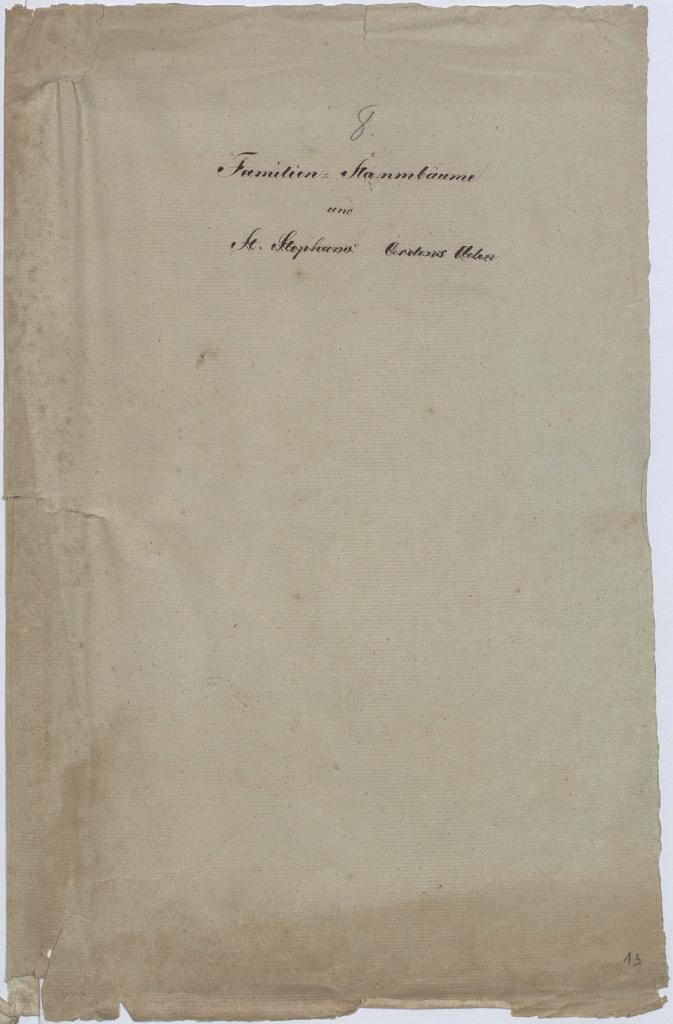 8.
Familien= Stammbäume
und
St. Stephans Ordens Acten
13